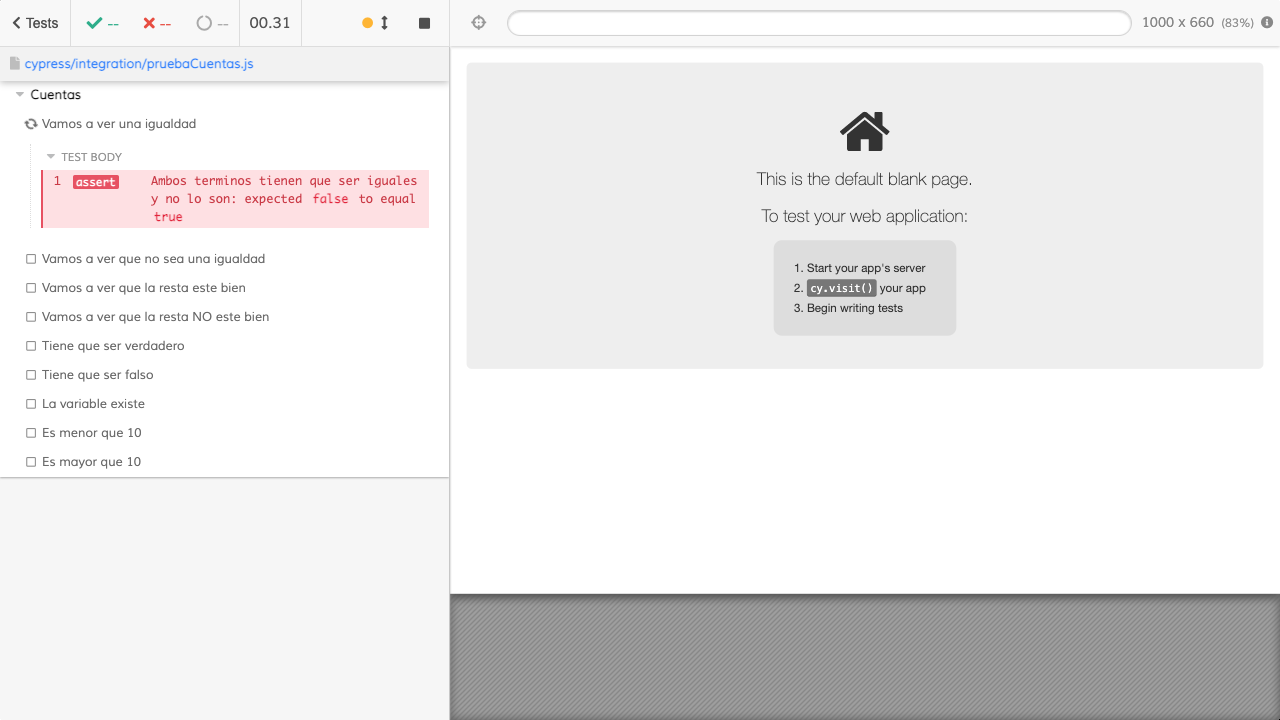 Tests -- -- -- 00.31
1000 x 660 (83%)
cypress/integration/pruebaCuentas.js
Cuentas
Vamos a ver una igualdad
TEST BODY
1 assert Ambos terminos tienen que ser iguales
y no lo son: expected false to equal
true
Vamos a ver que no sea una igualdad
Vamos a ver que la resta este bien
Vamos a ver que la resta NO este bien
Tiene que ser verdadero
Tiene que ser falso
La variable existe
Es menor que 10
Es mayor que 10
This is the default blank page.
To test your web application:
1. Start your app's server
2. cy.visit() your app
3. Begin writing tests